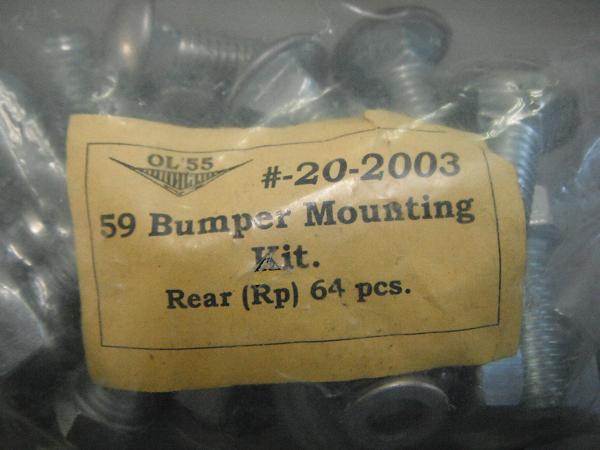 OL'55
#-20-2003
59 Bumper Mounting
Kit.
Rear (Rp) 64 pcs.